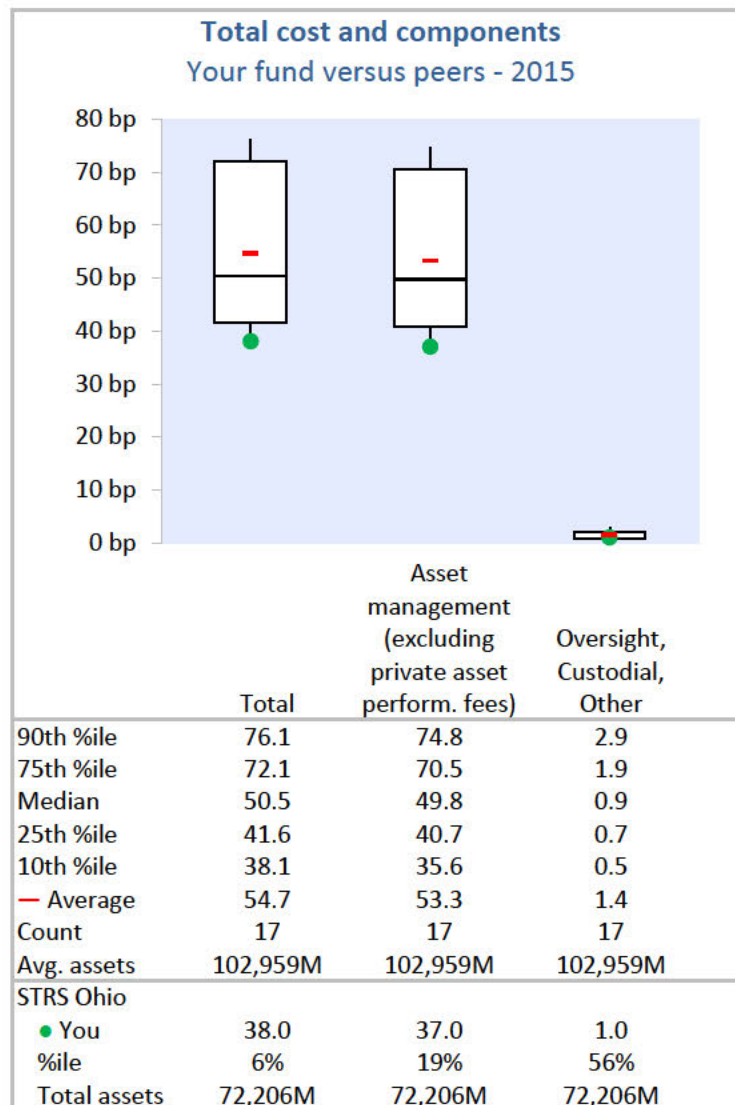 Total cost and components
Your fund versus peers - 2015
80 bp
70 bp
60 bp
50 bp
40 bp
30 bp
20 bp
10 bp
0 bp
Total
Asset
management
(excluding
private asset
perform. fees)
Oversight,
Custodial,
Other
90th %ile 76.1 74.8 2.9
75th %ile 72.1 70.5 1.9
Median 50.5 49.8 0.9
25th %ile 41.6 40.7 0.7
10th %ile 38.1 35.6 0.5
Average 54.7 53.3 1.4
Count 17 17 17
Avg. assets 102,959M 102,959M 102,959M
STRS Ohio
You 38.0 37.0 1.0
%ile 6% 19% 56%
Total assets 72,206M 72,206M 72,206M